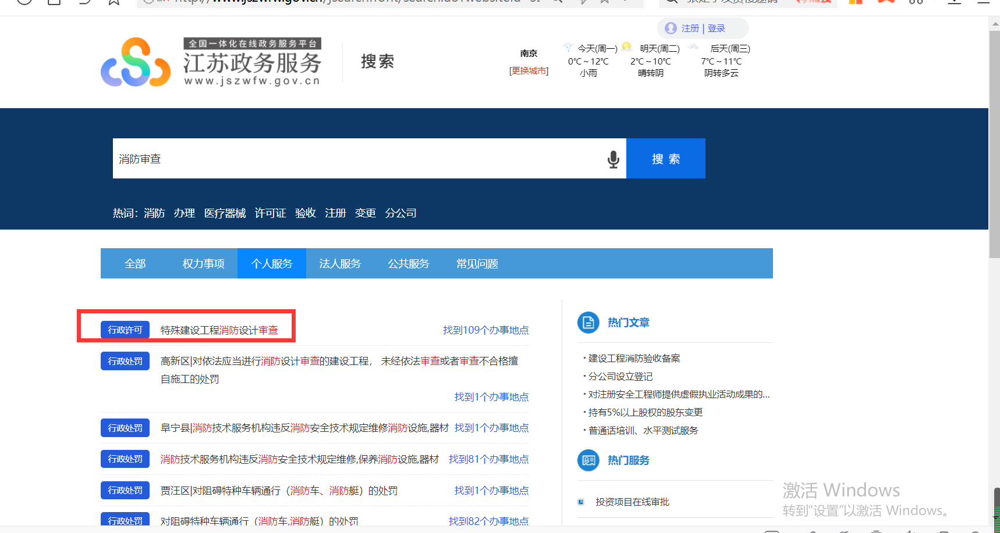 注册 | 登录
全国一体化在线政务服务平台
江苏政务服务
www.jszwfw.gov.cn
搜索
南京
[更换城市]
今天(周一)
0℃～12℃
小雨
明天(周二)
2℃～10℃
晴转阴
后天(周三)
7℃～11℃
阴转多云
消防审查
搜 索
热词：消防 办理 医疗器械 许可证 验收 注册 变更 分公司
全部 权力事项 个人服务 法人服务 公共服务 常见问题
行政许可 特殊建设工程消防设计审查 找到109个办事地点
行政处罚 高新区|对依法应当进行消防设计审查的建设工程， 未经依法审查或者审查不合格擅
自施工的处罚
找到1个办事地点
行政处罚 阜宁县|消防技术服务机构违反消防安全技术规定维修消防设施,器材 找到1个办事地点
行政处罚 消防技术服务机构违反消防安全技术规定维修,保养消防设施,器材 找到81个办事地点
行政处罚 贾汪区|对阻碍特种车辆通行（消防车、消防艇）的处罚 找到1个办事地点
行政处罚 对阻碍特种车辆通行（消防车,消防艇）的处罚 找到82个办事地点
热门文章
· 建设工程消防验收备案
· 分公司设立登记
· 对注册安全工程师提供虚假执业活动成果的...
· 持有5%以上股权的股东变更
· 普通话培训、水平测试服务
热门服务
投资项目在线审批
激活 Windows
转到“设置”以激活 Windows。